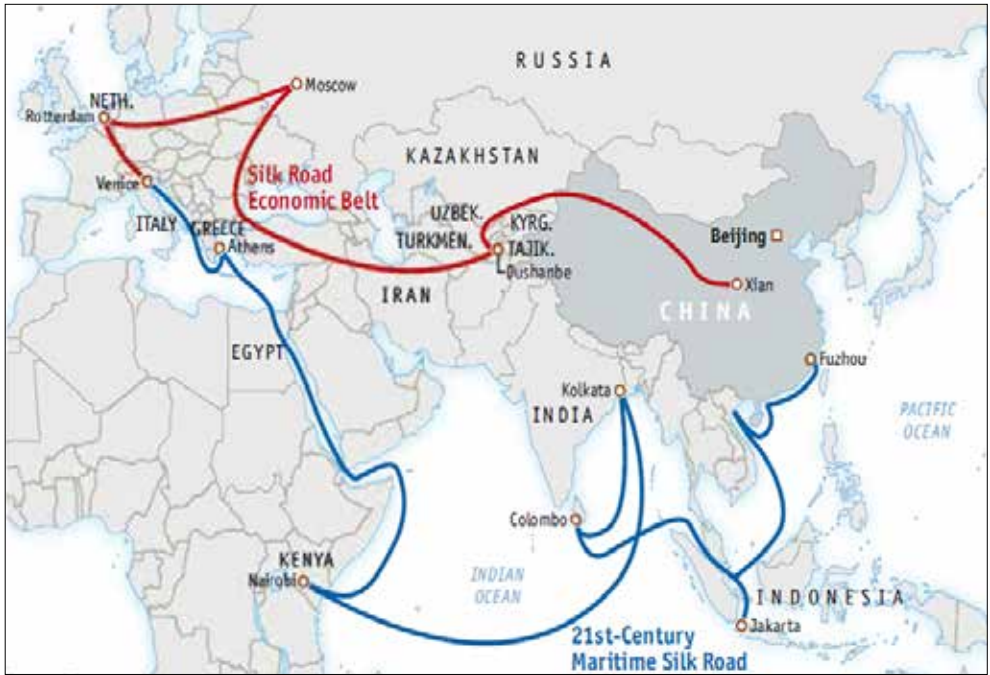 RUSSIA
Moscow
NETH.
Rotterdam
KAZAKHSTAN
Silk Road
Economic Belt
Venice
UZBEK.
KYRG.
ITALY
GREECE
Athens
TURKMEN.
TAJIK.
Dushanbe
Beijing
Xian
IRAN
CHINA
EGYPT
Fuzhou
Kolkata
INDIA
PACIFIC
OCEAN
Colombo
KENYA
Nairobi
INDIAN
OCEAN
INDONESIA
Jakarta
21st-Century
Maritime Silk Road